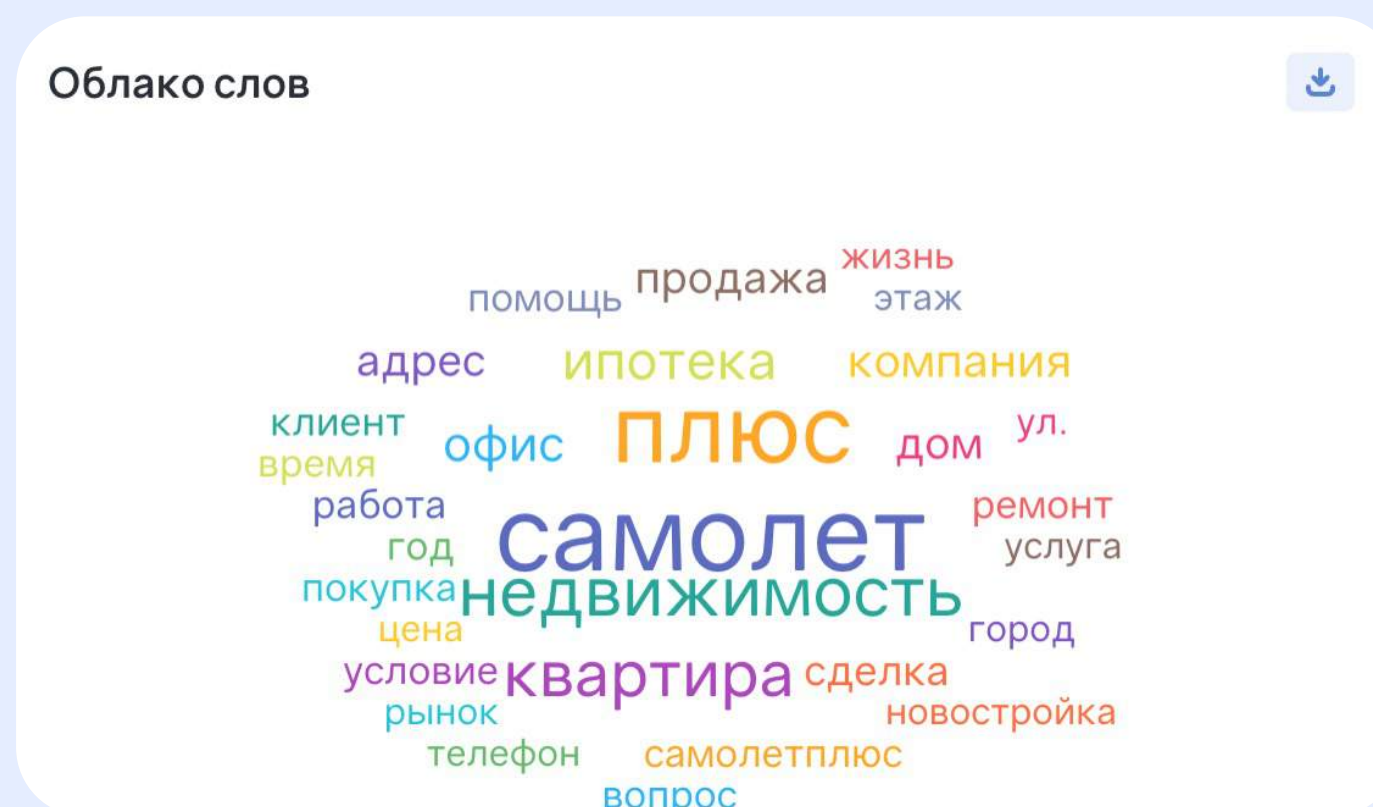 Облако слов
жизнь
продажа
помощь
этаж
адрес
ипотека
компания
клиент
плюс
ул.
офис
дом
время
работа
самолет
ремонт
год
услуга
покупка
недвижимость
цена
город
условие
квартира
сделка
рынок
новостройка
телефон
самолетплюс
вопрос